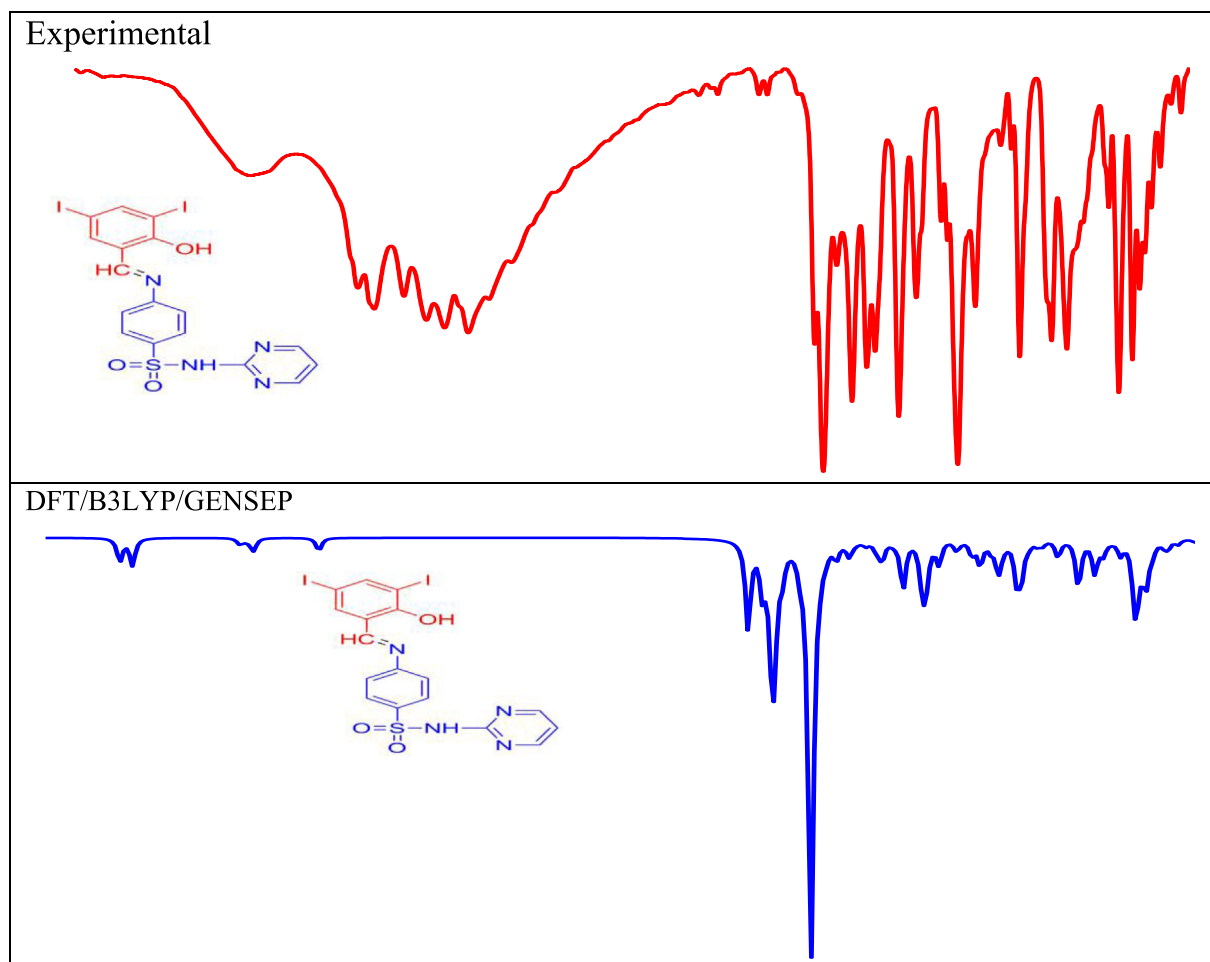 Experimental
I I
OH
HC N
N
O S NH
O N
DFT/B3LYP/GENSEP
I I
OH
HC N
N
O S NH
O N